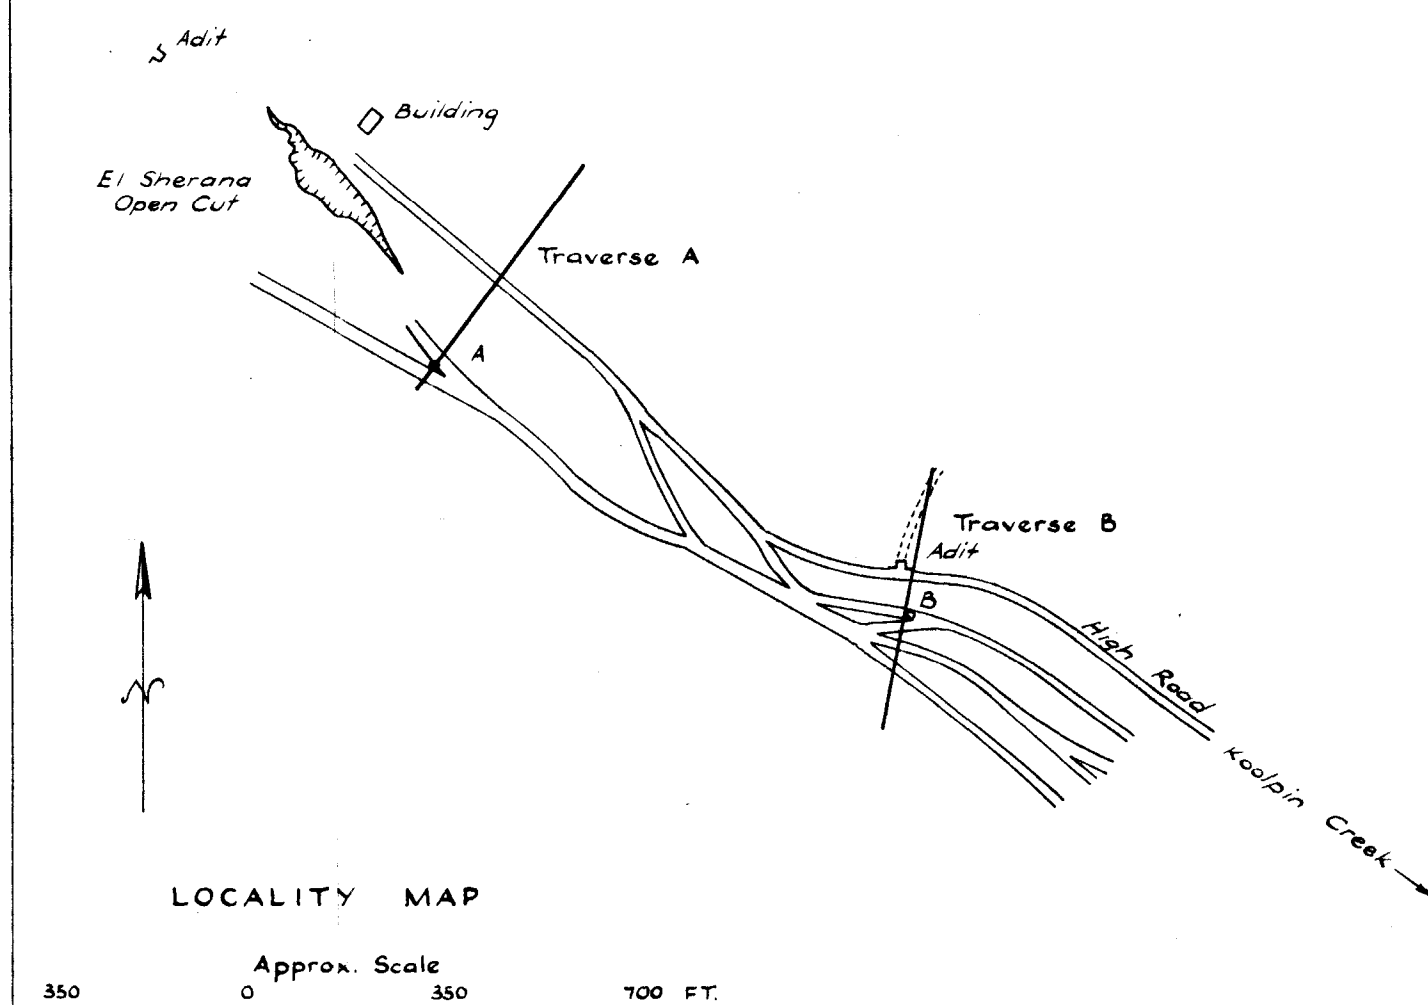 Adit
Building
El Sherana
Open Cut
Traverse A
A
Traverse B
Adit
B
High Road
Koolpin Creek
N
LOCALITY MAP
Approx. Scale
350 0 350 700 FT.